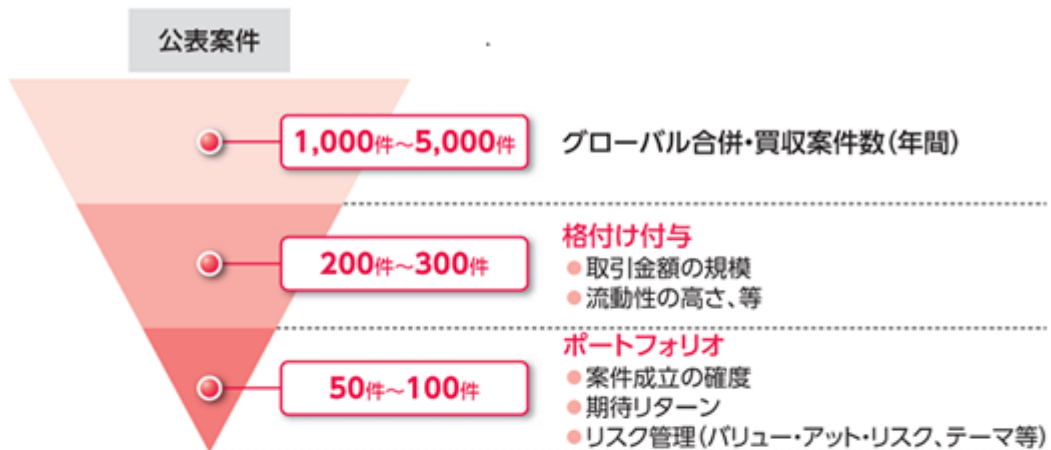 公表案件
1,000件～5,000件
グローバル合併・買収案件数（年間）
200件～300件
格付け付与
●取引金額の規模
●流動性の高さ、等
50件～100件
ポートフォリオ
●案件成立の確度
●期待リターン
●リスク管理（バリュー・アット・リスク、テーマ等）